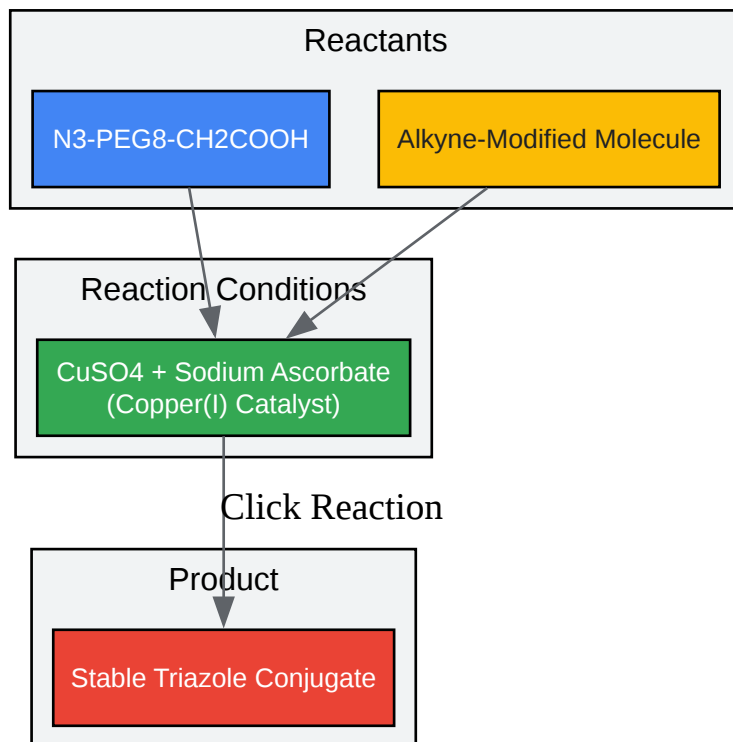 Reactants
N3-PEG8-CH2COOH
Alkyne-Modified Molecule
Reaction Conditions
CuSO4 + Sodium Ascorbate
(Copper(I) Catalyst)
Click Reaction
Product
Stable Triazole Conjugate